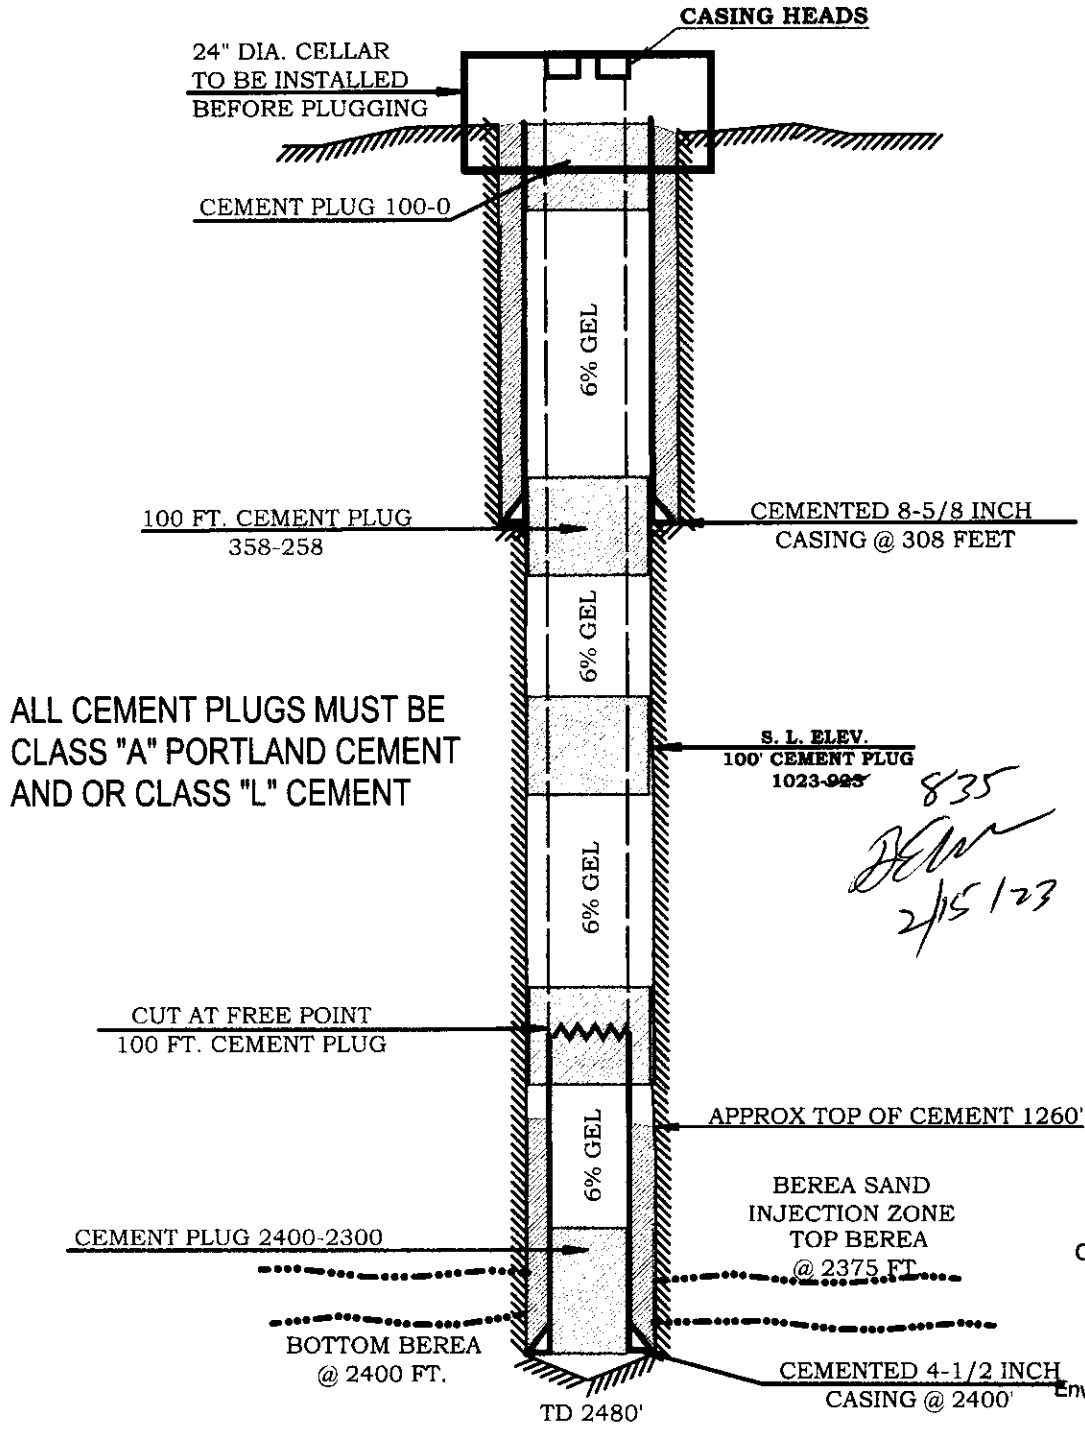 CASING HEADS
24" DIA. CELLAR
TO BE INSTALLED
BEFORE PLUGGING
CEMENT PLUG 100-0
6% GEL
100 FT. CEMENT PLUG
358-258
CEMENTED 8-5/8 INCH
CASING @ 308 FEET
6% GEL
ALL CEMENT PLUGS MUST BE
CLASS "A" PORTLAND CEMENT
AND OR CLASS "L" CEMENT
S. L. ELEV.
100' CEMENT PLUG
1023-923
835
2/15/23
6% GEL
CUT AT FREE POINT
100 FT. CEMENT PLUG
APPROX TOP OF CEMENT 1260'
6% GEL
BEREA SAND
INJECTION ZONE
TOP BEREA
@ 2375 FT
CEMENT PLUG 2400-2300
BOTTOM BEREA
@ 2400 FT.
CEMENTED 4-1/2 INCH
CASING @ 2400'
TD 2480'